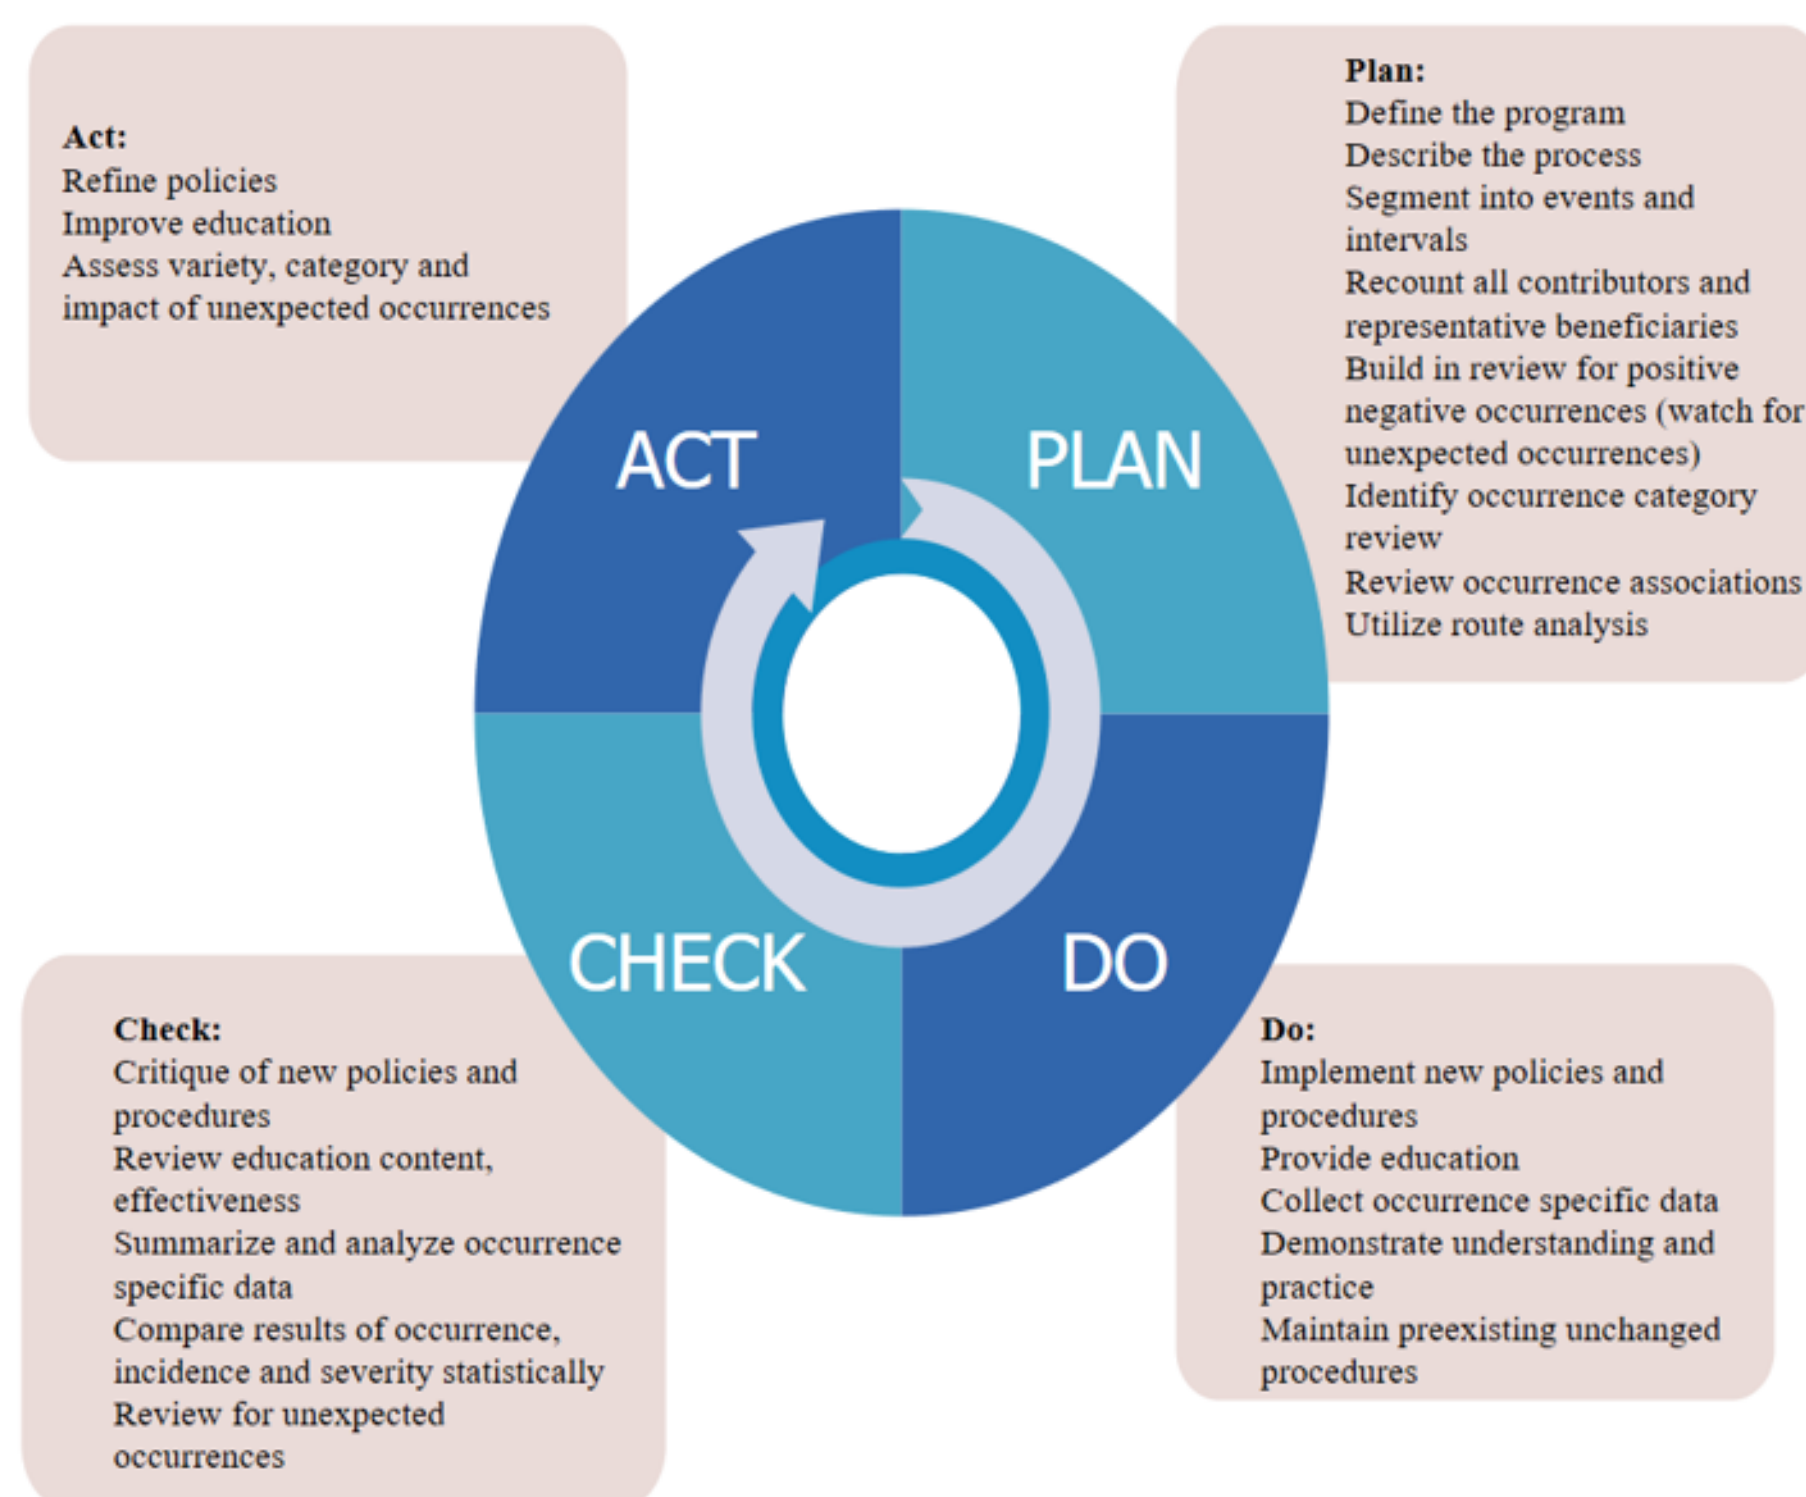 Act:
Refine policies
Improve education
Assess variety, category and
impact of unexpected occurrences
Plan:
Define the program
Describe the process
Segment into events and
intervals
Recount all contributors and
representative beneficiaries
Build in review for positive
negative occurrences (watch for
unexpected occurrences)
Identify occurrence category
review
Review occurrence associations
Utilize route analysis
ACT
PLAN
CHECK
DO
Check:
Critique of new policies and
procedures
Review education content,
effectiveness
Summarize and analyze occurrence
specific data
Compare results of occurrence,
incidence and severity statistically
Review for unexpected
occurrences
Do:
Implement new policies and
procedures
Provide education
Collect occurrence specific data
Demonstrate understanding and
practice
Maintain preexisting unchanged
procedures